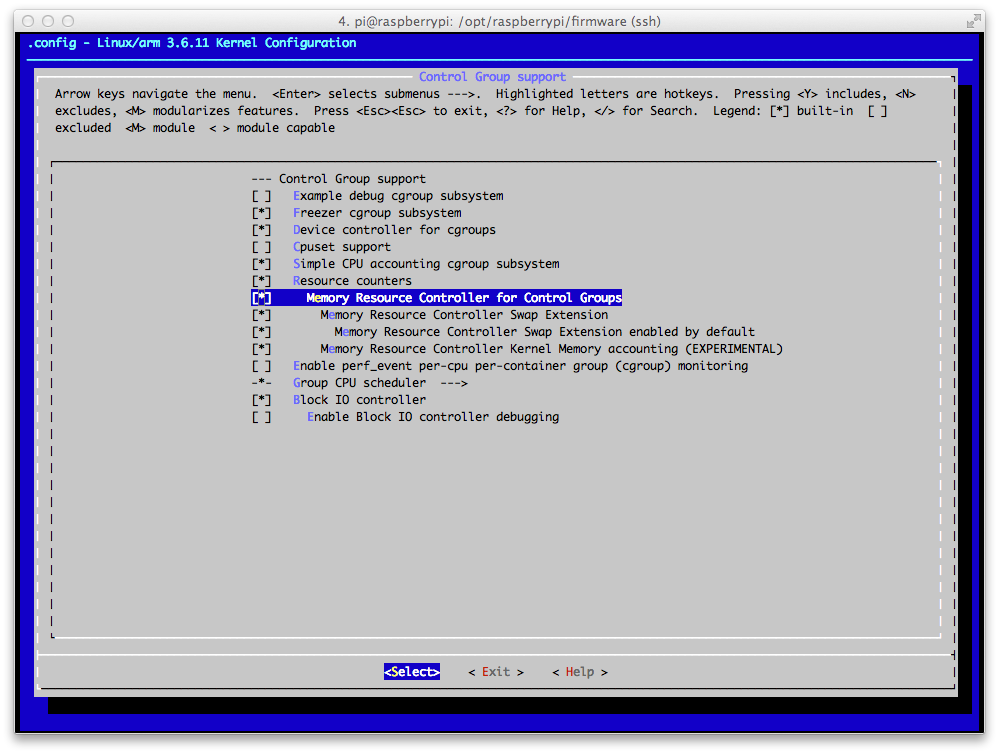 4. pi@raspberrypi: /opt/raspberrypi/firmware (ssh)
.config - Linux/arm 3.6.11 Kernel Configuration
Control Group support
Arrow keys navigate the menu.  <Enter> selects submenus --->.  Highlighted letters are hotkeys.  Pressing <Y> includes, <N>
excludes, <M> modularizes features.  Press <Esc><Esc> to exit, <?> for Help, </> for Search.  Legend: [*] built-in  [ ]
excluded  <M> module  < > module capable
--- Control Group support
[ ]   Example debug cgroup subsystem
[*]   Freezer cgroup subsystem
[*]   Device controller for cgroups
[ ]   Cpuset support
[*]   Simple CPU accounting cgroup subsystem
[*]   Resource counters
[*]     Memory Resource Controller for Control Groups
[*]       Memory Resource Controller Swap Extension
[*]         Memory Resource Controller Swap Extension enabled by default
[*]       Memory Resource Controller Kernel Memory accounting (EXPERIMENTAL)
[ ]   Enable perf_event per-cpu per-container group (cgroup) monitoring
-*-   Group CPU scheduler  --->
[*]   Block IO controller
[ ]     Enable Block IO controller debugging
<Select>    < Exit >    < Help >